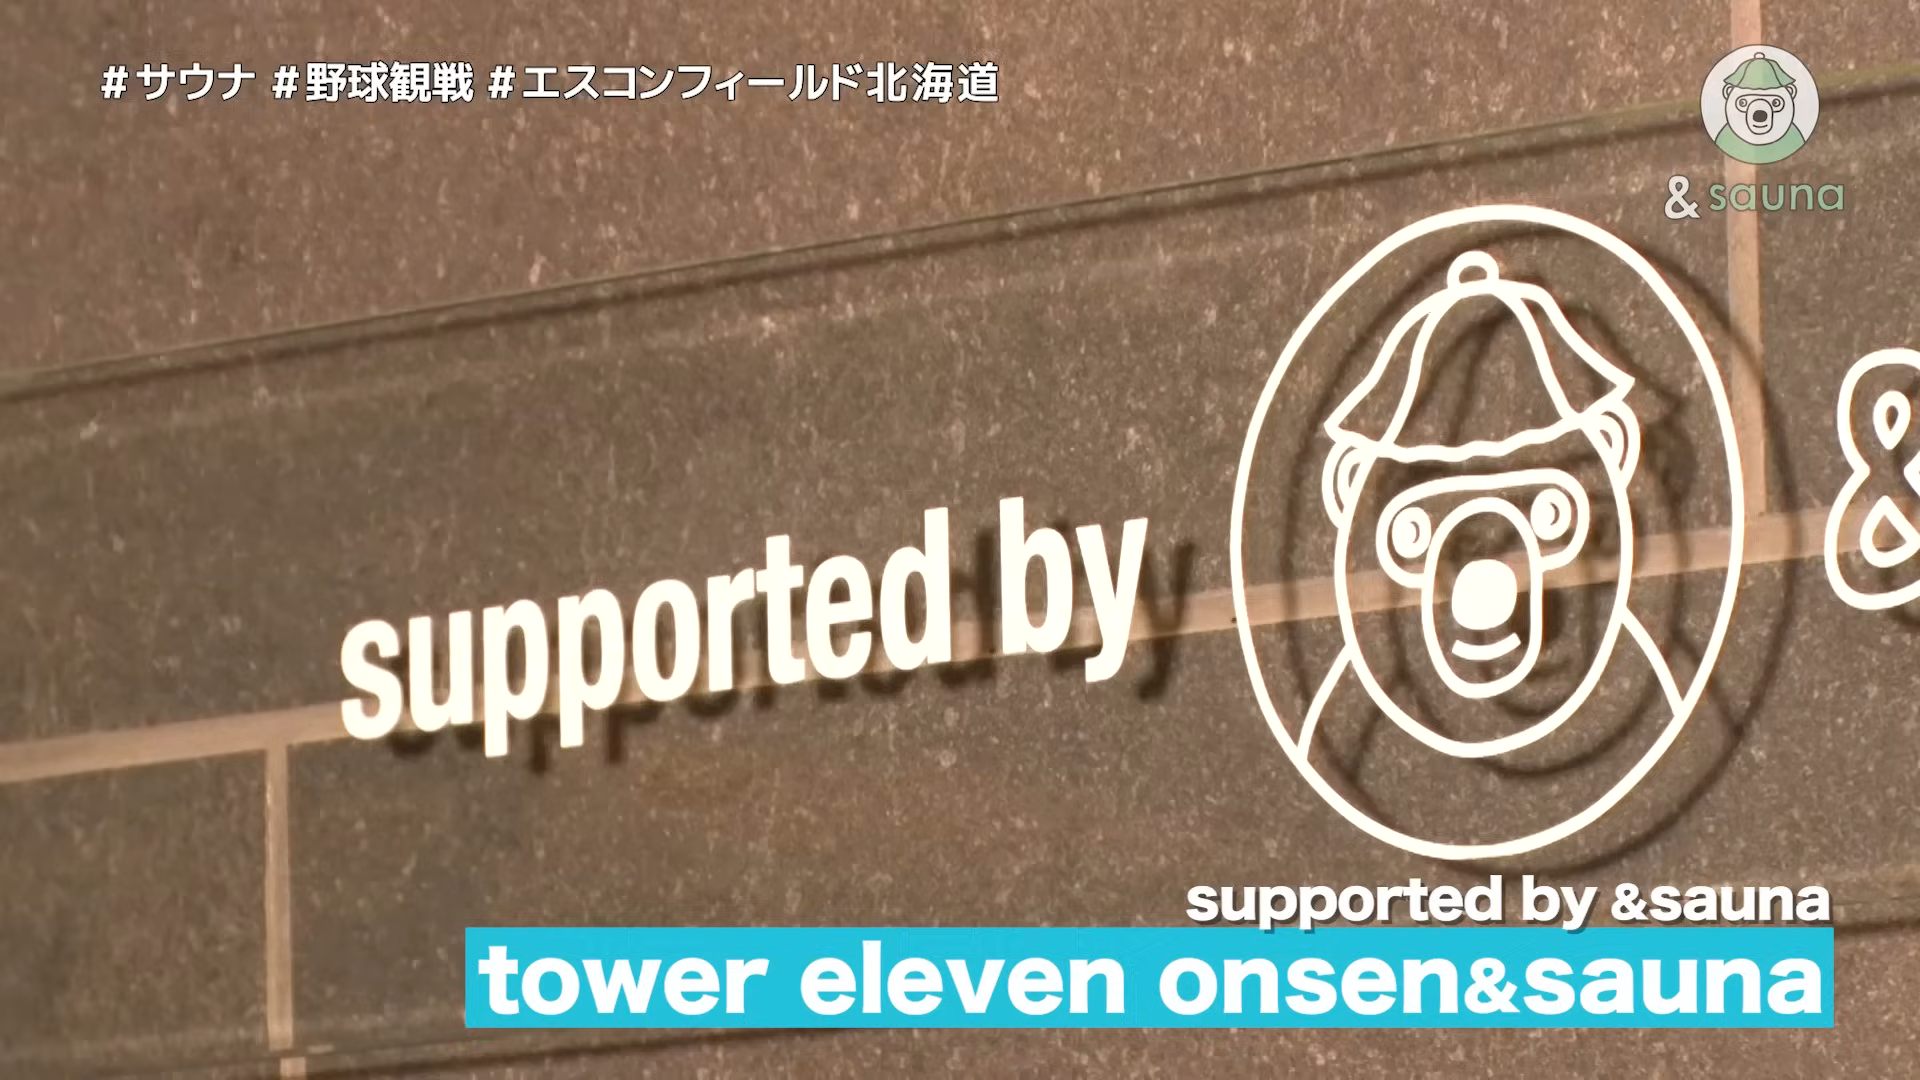 #サウナ #野球観戦 #エスコンフィールド北海道
& sauna
supported by &
supported by &sauna
tower eleven onsen&sauna